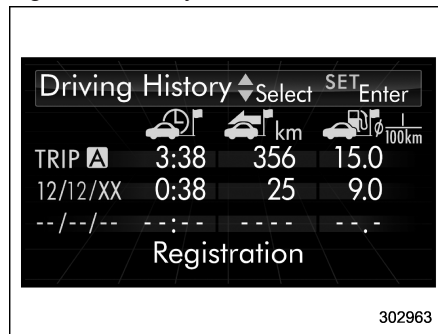 Driving History Select SET Enter
km ø l/100km
TRIP A 3:38 356 15.0
12/12/XX 0:38 25 9.0
--/--/-- --:-- ---- --.-
Registration
302963